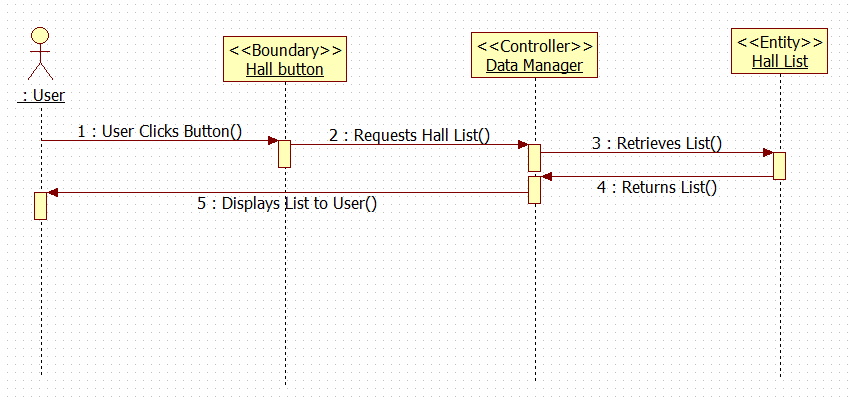 : User
<<Boundary>>
Hall button
<<Controller>>
Data Manager
<<Entity>>
Hall List
1 : User Clicks Button()
2 : Requests Hall List()
3 : Retrieves List()
4 : Returns List()
5 : Displays List to User()